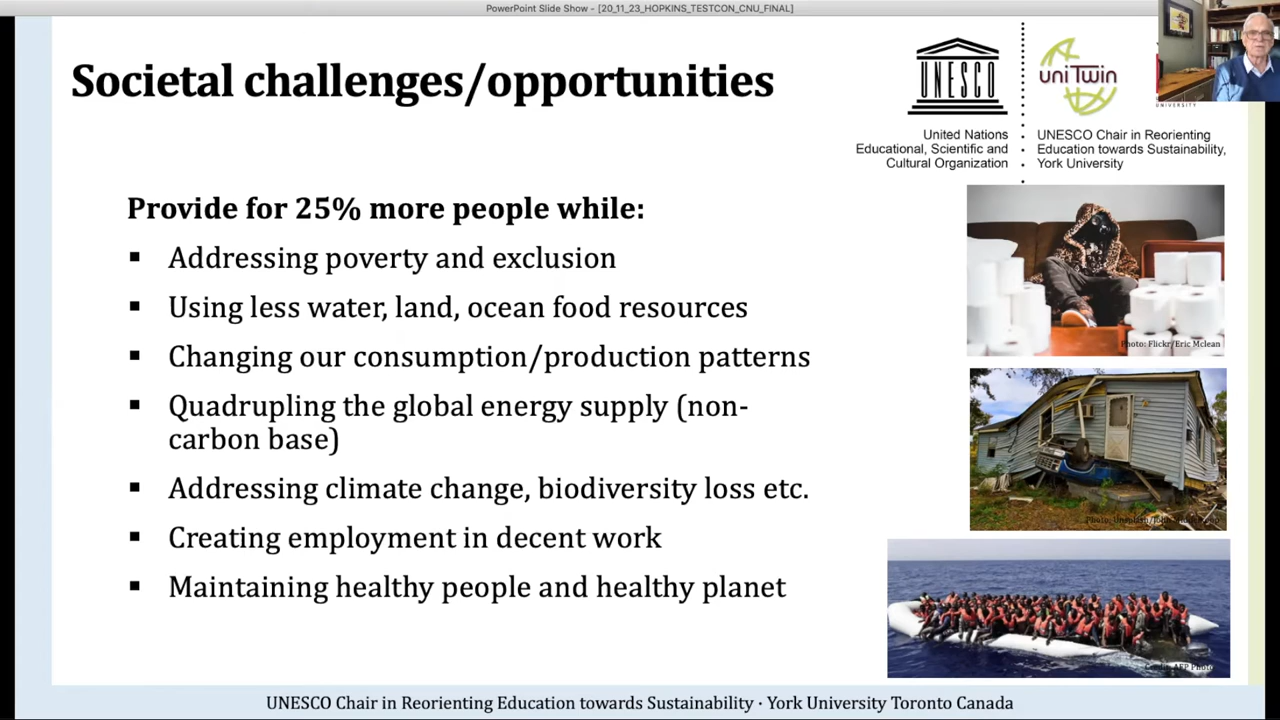 PowerPoint Slide Show - [20_11_23_HOPKINS_TESTCON_CNU_FINAL]
Societal challenges/opportunities
UNESCO
uniTwin
UNIVERSITY
United Nations
Educational, Scientific and
Cultural Organization
UNESCO Chair in Reorienting
Education towards Sustainability,
York University
Provide for 25% more people while:
▪ Addressing poverty and exclusion
▪ Using less water, land, ocean food resources
▪ Changing our consumption/production patterns
▪ Quadrupling the global energy supply (non-
carbon base)
▪ Addressing climate change, biodiversity loss etc.
▪ Creating employment in decent work
▪ Maintaining healthy people and healthy planet
Photo: Flickr/Eric Mclean
Photo:
AFP Photo
UNESCO Chair in Reorienting Education towards Sustainability · York University Toronto Canada